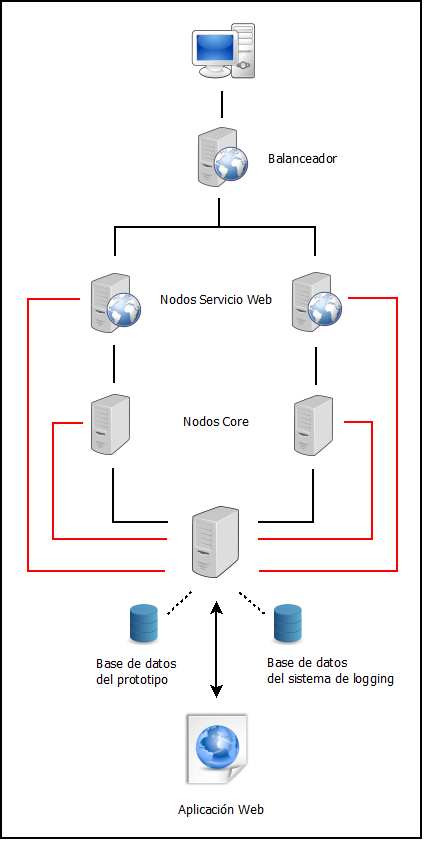 Balanceador
Nodos Servicio Web
Nodos Core
Base de datos
del prototipo
Base de datos
del sistema de logging
Aplicación Web